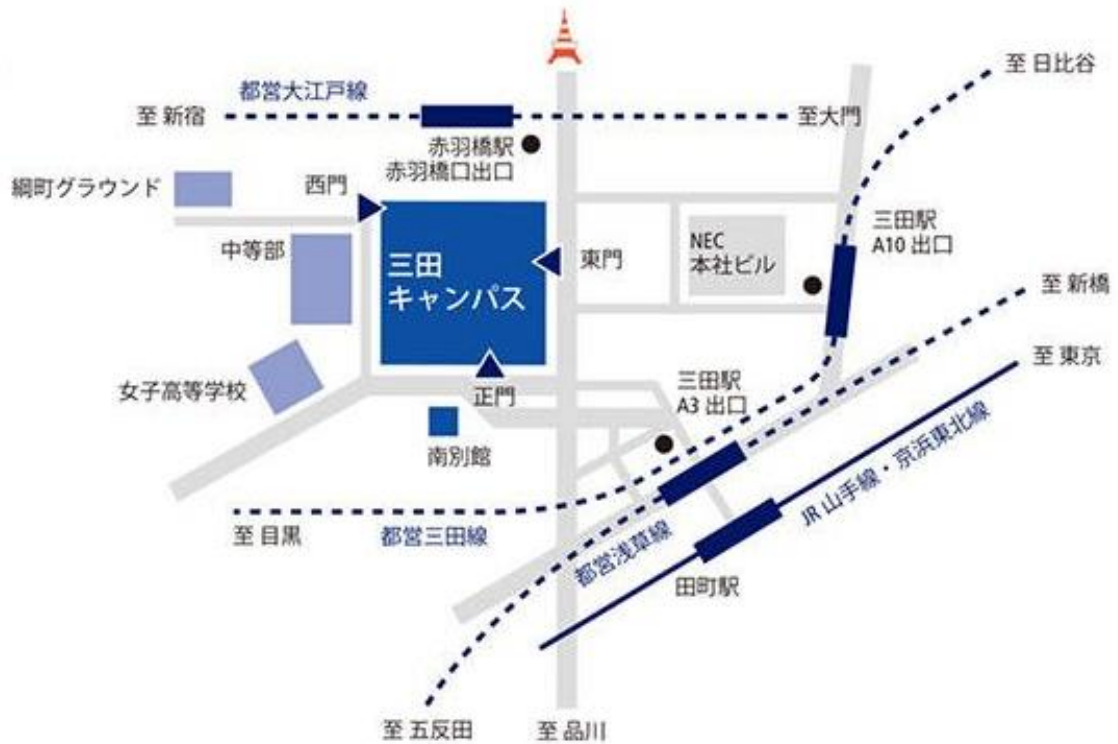 至 日比谷
都営大江戸線
至 新宿
至大門
赤羽橋駅
赤羽橋口出口
綱町グラウンド
西門
三田駅
A10 出口
中等部
三田
キャンパス
東門
NEC
本社ビル
至 新橋
至 東京
女子高等学校
正門
三田駅
A3 出口
南別館
JR 山手線・京浜東北線
至 目黒
都営三田線
都営浅草線
田町駅
至 五反田
至 品川